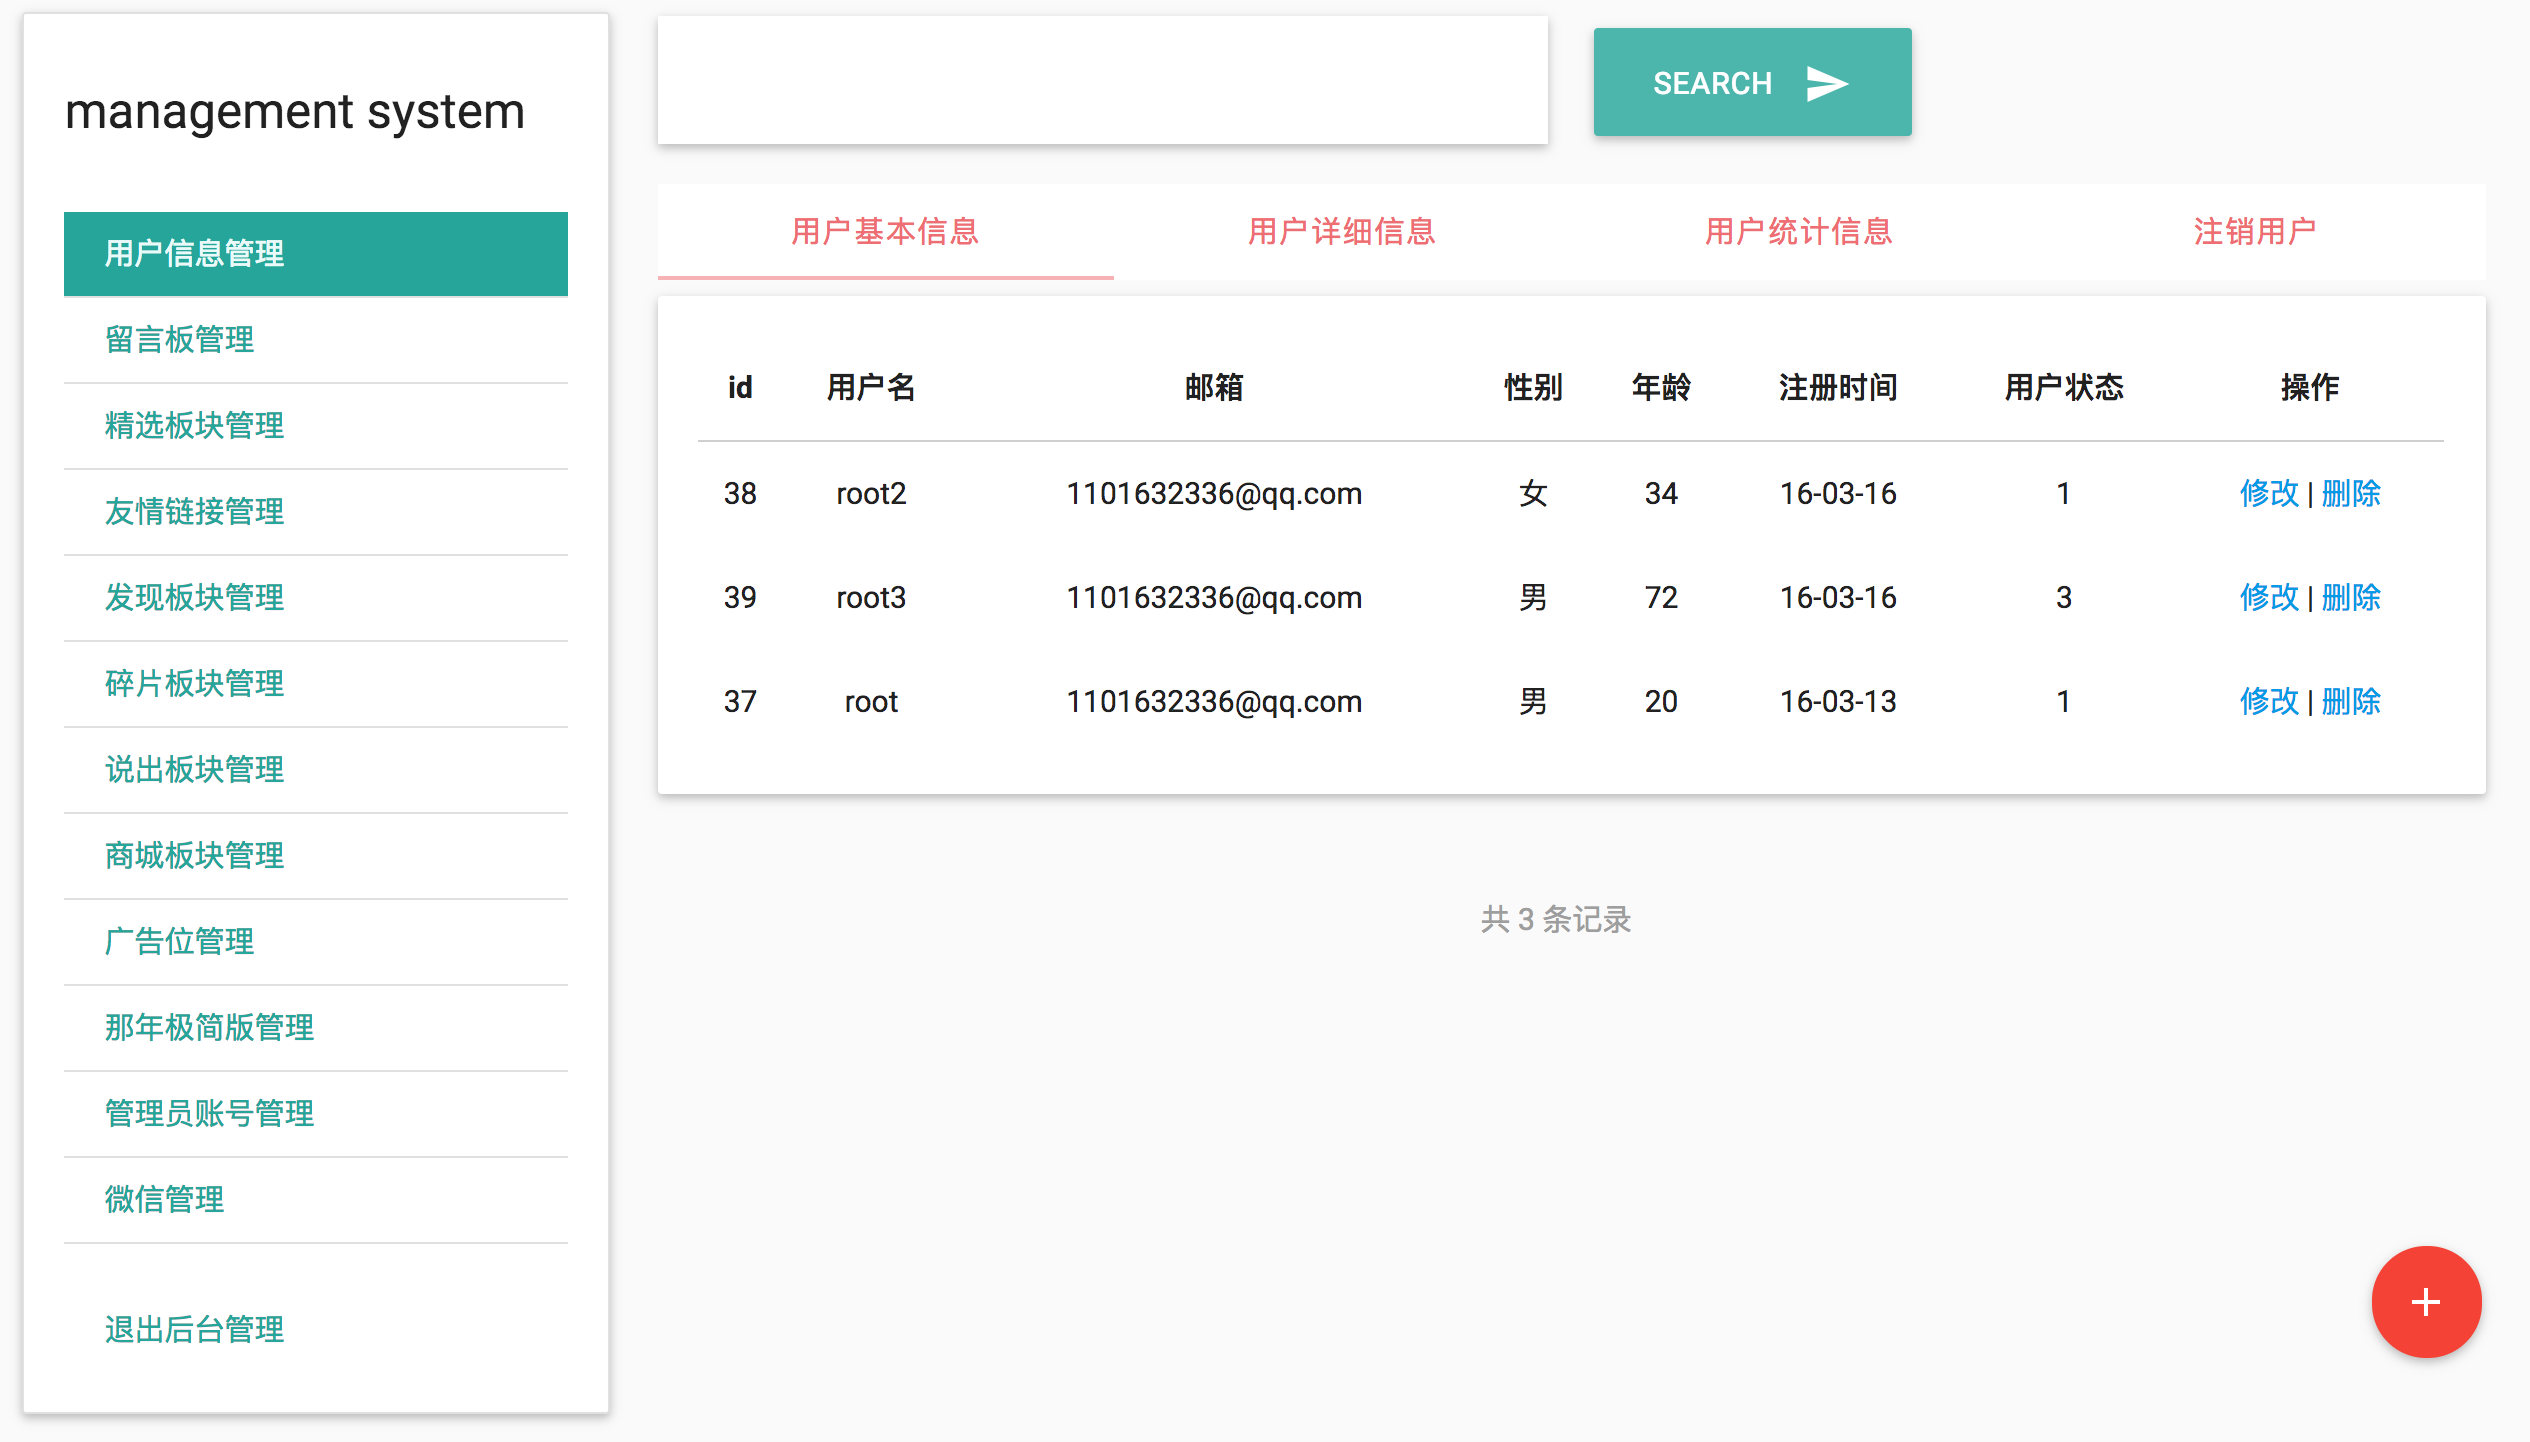 management system
用户信息管理
留言板管理
精选板块管理
友情链接管理
发现板块管理
碎片板块管理
说出板块管理
商城板块管理
广告位管理
那年极简版管理
管理员账号管理
微信管理
退出后台管理
SEARCH
用户基本信息 用户详细信息 用户统计信息 注销用户
id 用户名 邮箱 性别 年龄 注册时间 用户状态 操作
38 root2 1101632336@qq.com 女 34 16-03-16 1 修改 | 删除
39 root3 1101632336@qq.com 男 72 16-03-16 3 修改 | 删除
37 root 1101632336@qq.com 男 20 16-03-13 1 修改 | 删除
共 3 条记录